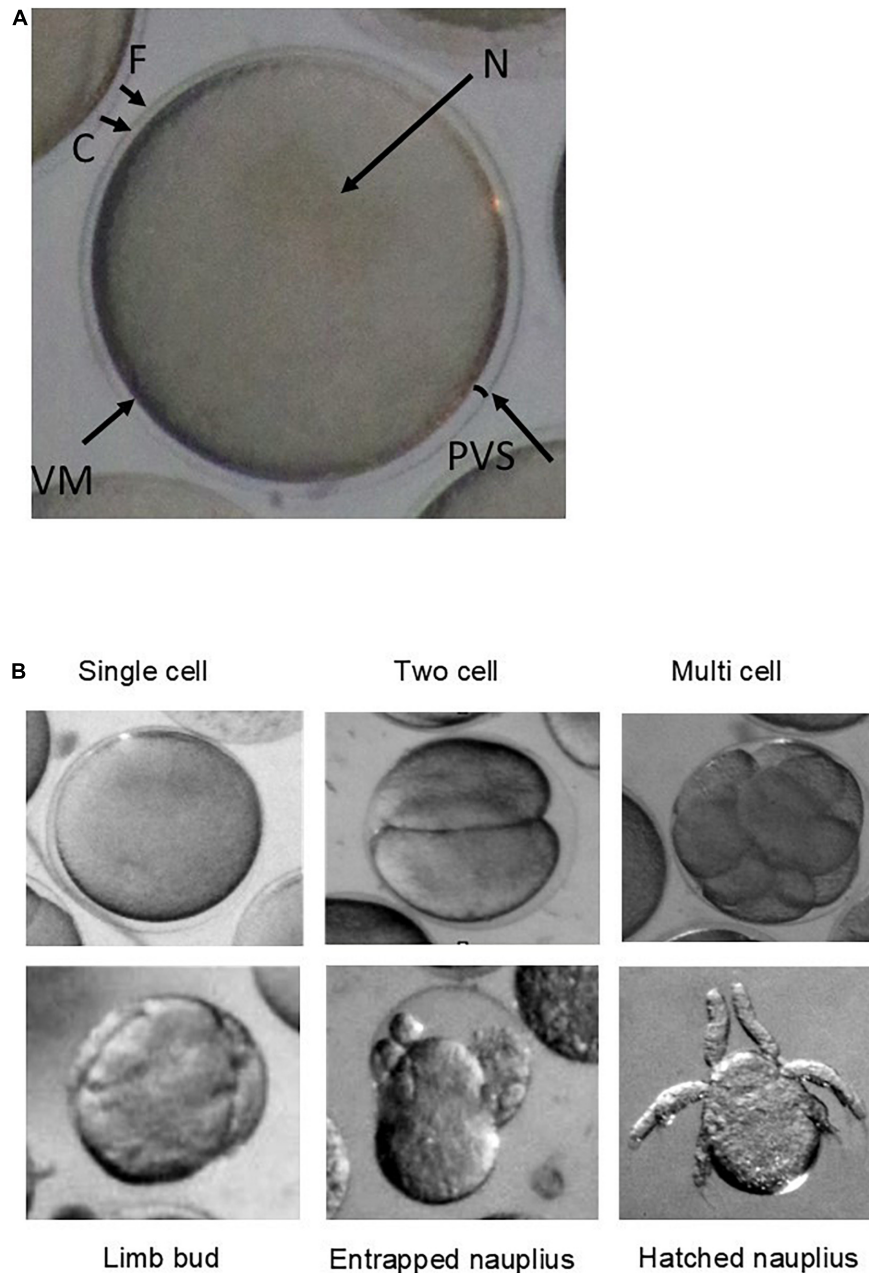 A
F
N
C
VM
PVS
B
Single cell
Two cell
Multi cell
Limb bud
Entrapped nauplius
Hatched nauplius